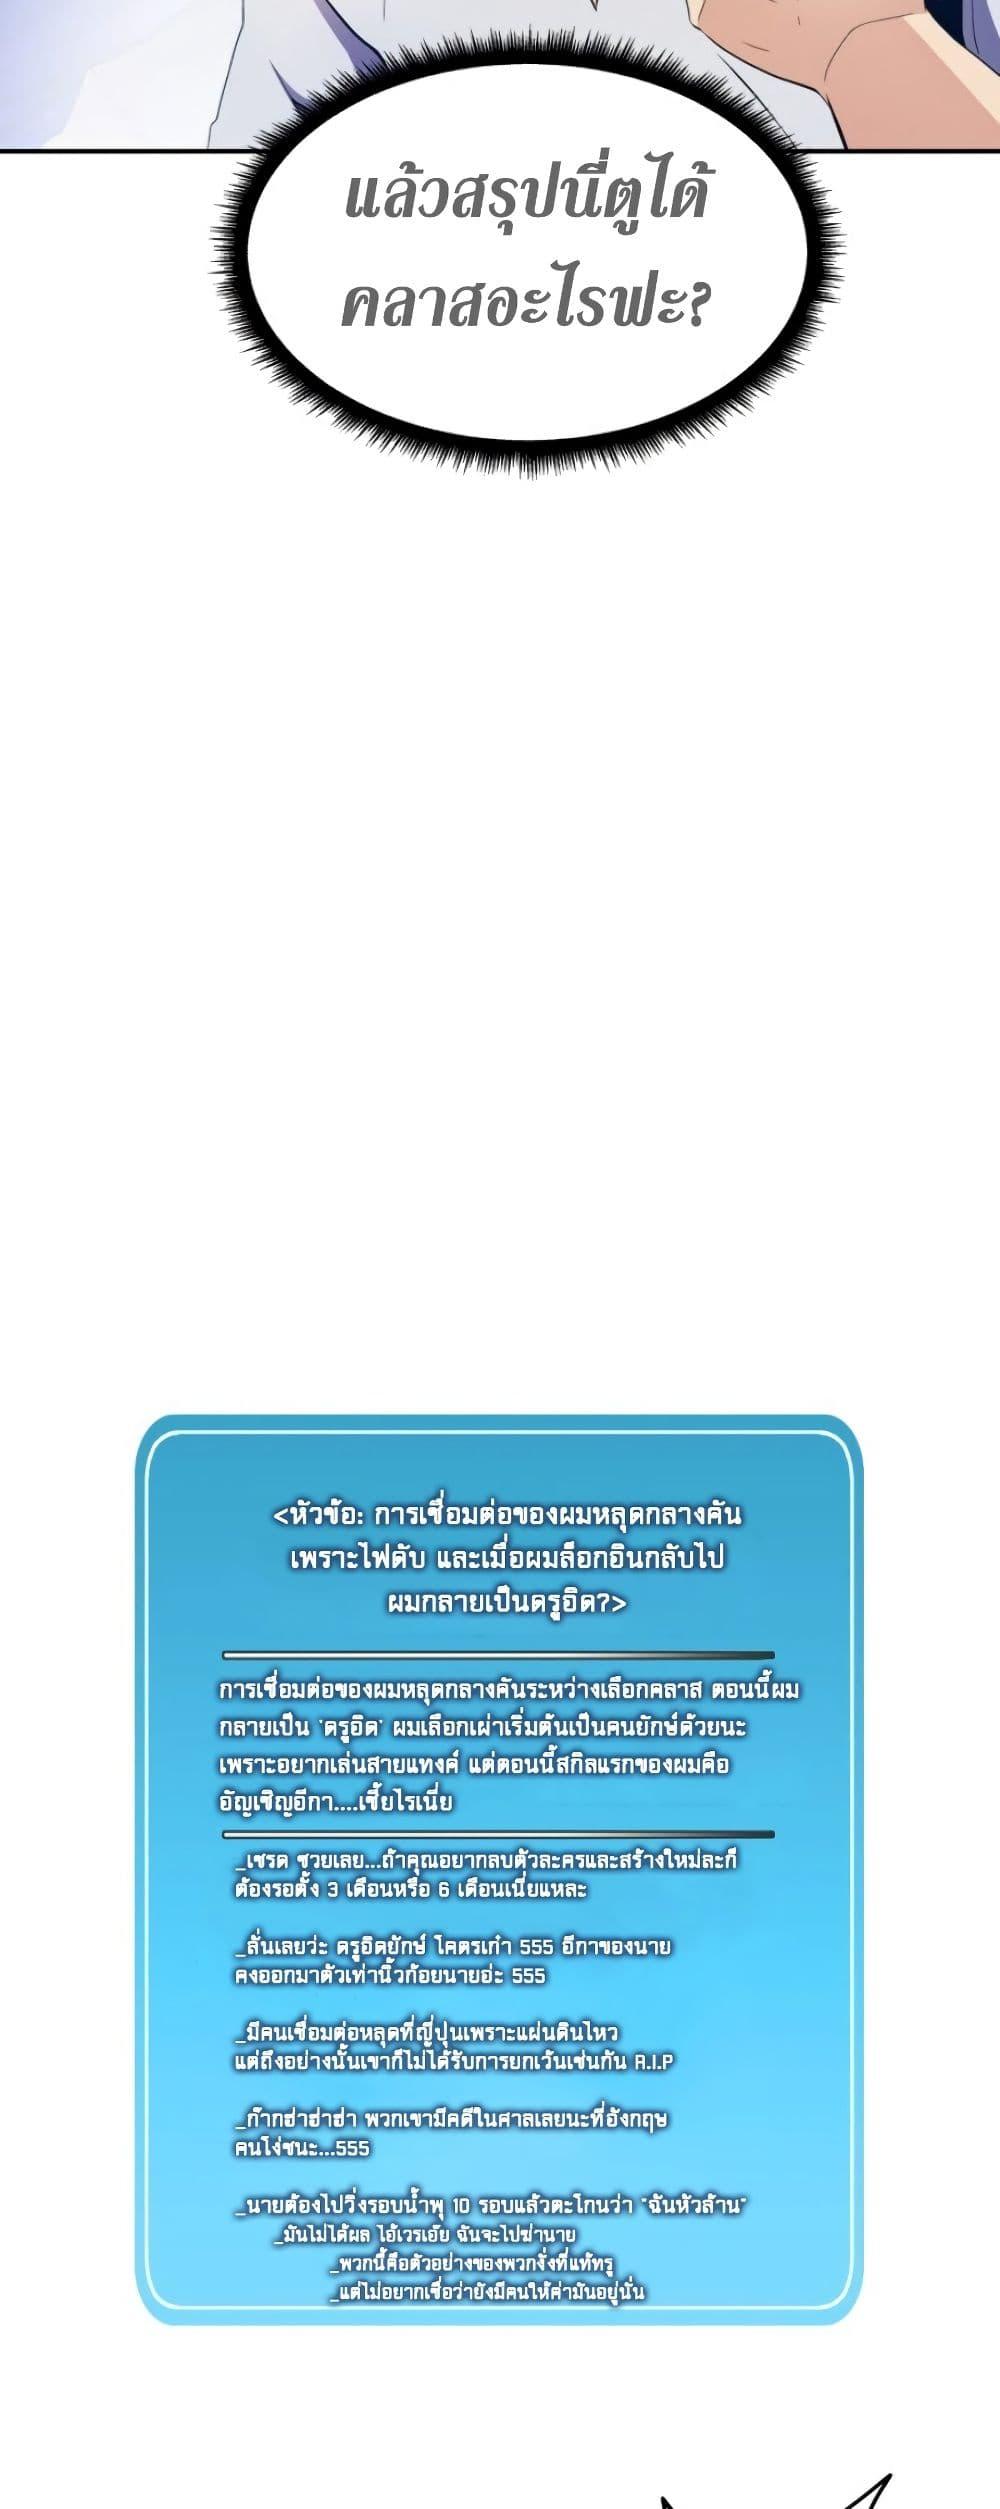 แล้วสรุปนี่ตูได้
คลาสอะไรฟะ?
<หัวข้อ: การเชื่อมต่อของผมหลุดกลางคัน
เพราะไฟดับ และเมื่อผมล็อกอินกลับไป
ผมกลายเป็นดรูอิด?>
การเชื่อมต่อของผมหลุดกลางคันระหว่างเลือกคลาส ตอนนี้ผม
กลายเป็น 'ดรูอิด' ผมเลือกเผ่าเริ่มต้นเป็นคนยักษ์ด้วยนะ
เพราะอยากเล่นสายแทงค์ แต่ตอนนี้สกิลแรกของผมคือ
อัญเชิญอีกา....เชี้ยไรเนี่ย
_เชรด ซวยเลย...ถ้าคุณอยากลบตัวละครและสร้างใหม่ละก็
ต้องรอตั้ง 3 เดือนหรือ 6 เดือนเนี่ยแหละ
_ลั่นเลยว่ะ ดรูอิดยักษ์ โคตรเก๋า 555 อีกาของนาย
คงออกมาตัวเท่านิ้วก้อยนายอ่ะ 555
_มีคนเชื่อมต่อหลุดที่ญี่ปุ่นเพราะแผ่นดินไหว
แต่ถึงอย่างนั้นเขาก็ไม่ได้รับการยกเว้นเช่นกัน R.I.P
_ก๊ากฮ่าฮ่าฮ่า พวกเขามีคดีในศาลเลยนะที่อังกฤษ
คนโง่ชนะ...555
_นายต้องไปวิ่งรอบน้ำพุ 10 รอบแล้วตะโกนว่า "ฉันหัวล้าน"
_มันไม่ได้ผล ไอ้เวรเอ๊ย ฉันจะไปฆ่านาย
_พวกนี้คือตัวอย่างของพวกงั่งที่แท้ทรู
_แต่ไม่อยากเชื่อว่ายังมีคนให้ค่ามันอยู่นั่น